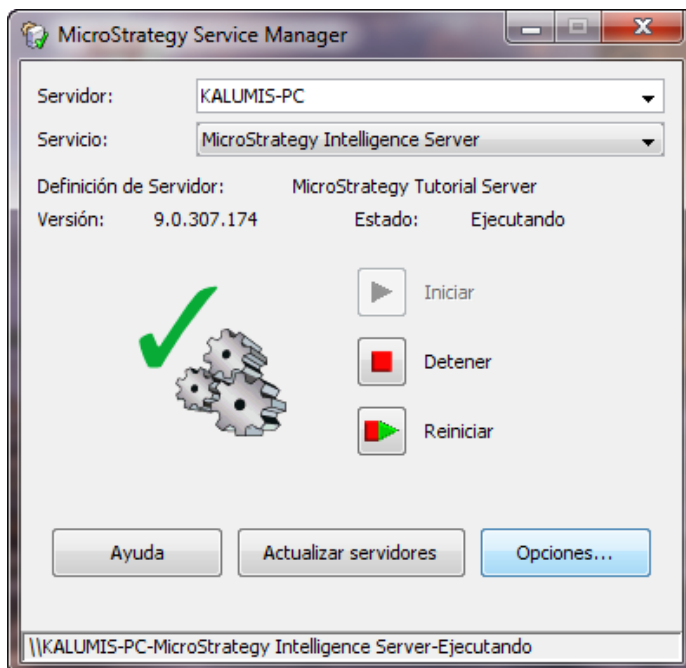 MicroStrategy Service Manager
Servidor: KALUMIS-PC
Servicio: MicroStrategy Intelligence Server
Definición de Servidor: MicroStrategy Tutorial Server
Versión: 9.0.307.174 Estado: Ejecutando
Iniciar
Detener
Reiniciar
Ayuda Actualizar servidores Opciones...
\\KALUMIS-PC-MicroStrategy Intelligence Server-Ejecutando